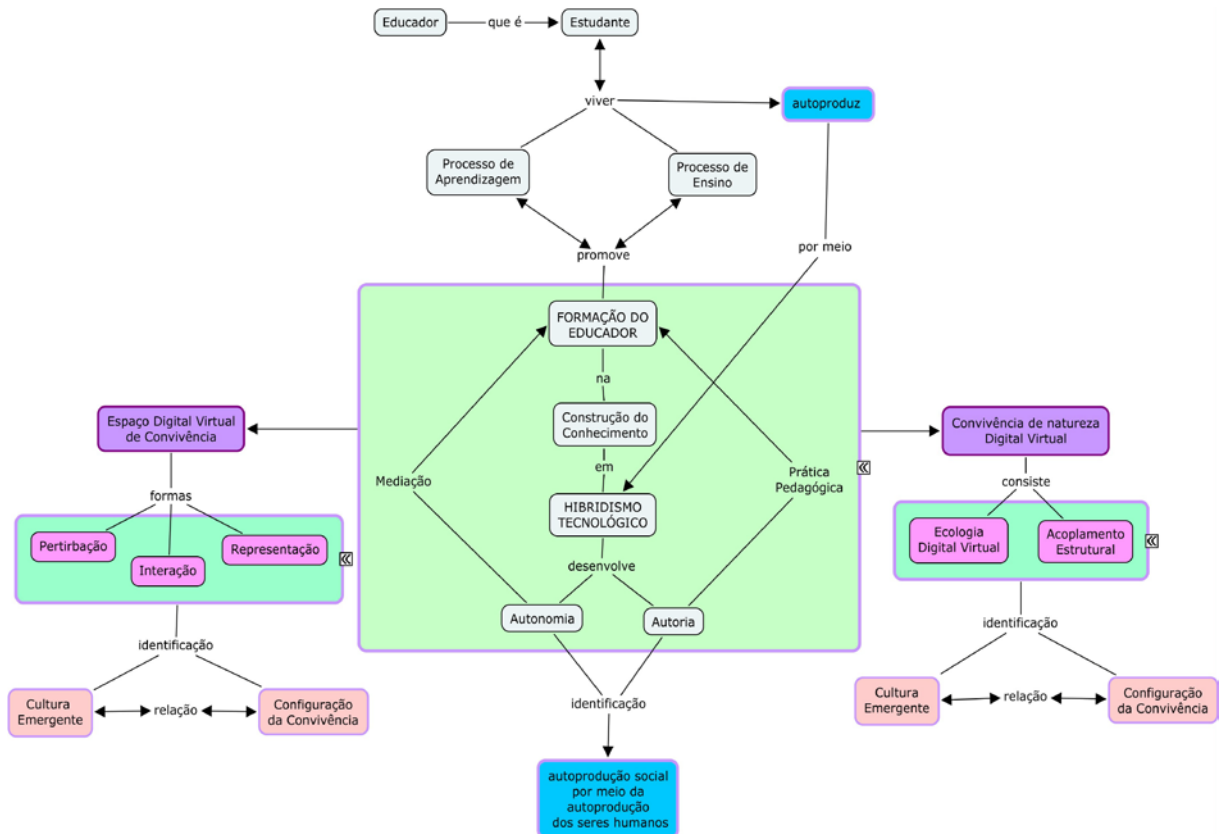 Educador
que é
Estudante
viver
autoproduz
Processo de
Aprendizagem
Processo de
Ensino
por meio
promove
FORMAÇÃO DO
EDUCADOR
na
Construção do
Conhecimento
em
HIBRIDISMO
TECNOLÓGICO
Mediação
Prática
Pedagógica
desenvolve
Autonomia
Autoria
Espaço Digital Virtual
de Convivência
formas
Pertirbação
Interação
Representação
identificação
Cultura
Emergente
relação
Configuração
da Convivência
Convivência de natureza
Digital Virtual
consiste
Ecologia
Digital Virtual
Acoplamento
Estrutural
identificação
Cultura
Emergente
relação
Configuração
da Convivência
identificação
autoprodução social
por meio da
autoprodução
dos seres humanos